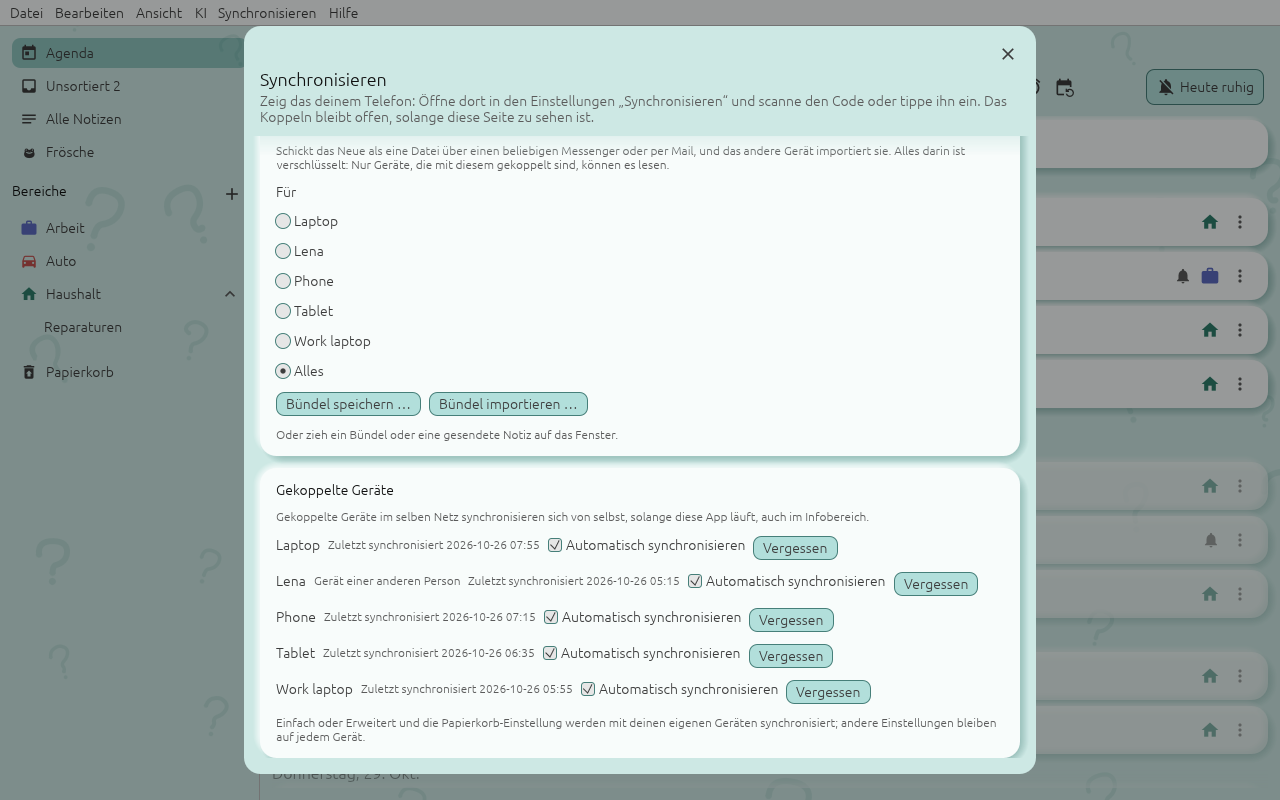 Datei Bearbeiten Ansicht KI Synchronisieren Hilfe
Agenda
Unsortiert 2
Alle Notizen
Frösche
Bereiche
Arbeit
Auto
Haushalt
Reparaturen
Papierkorb
Heute ruhig
Synchronisieren
Zeig das deinem Telefon: Öffne dort in den Einstellungen „Synchronisieren“ und scanne den Code oder tippe ihn ein. Das
Koppeln bleibt offen, solange diese Seite zu sehen ist.
Schickt das Neue als eine Datei über einen beliebigen Messenger oder per Mail, und das andere Gerät importiert sie. Alles darin ist
verschlüsselt: Nur Geräte, die mit diesem gekoppelt sind, können es lesen.
Für
Laptop
Lena
Phone
Tablet
Work laptop
Alles
Bündel speichern … Bündel importieren …
Oder zieh ein Bündel oder eine gesendete Notiz auf das Fenster.
Gekoppelte Geräte
Gekoppelte Geräte im selben Netz synchronisieren sich von selbst, solange diese App läuft, auch im Infobereich.
Laptop Zuletzt synchronisiert 2026-10-26 07:55 Automatisch synchronisieren Vergessen
Lena Gerät einer anderen Person Zuletzt synchronisiert 2026-10-26 05:15 Automatisch synchronisieren Vergessen
Phone Zuletzt synchronisiert 2026-10-26 07:15 Automatisch synchronisieren Vergessen
Tablet Zuletzt synchronisiert 2026-10-26 06:35 Automatisch synchronisieren Vergessen
Work laptop Zuletzt synchronisiert 2026-10-26 05:55 Automatisch synchronisieren Vergessen
Einfach oder Erweitert und die Papierkorb-Einstellung werden mit deinen eigenen Geräten synchronisiert; andere Einstellungen bleiben
auf jedem Gerät.
Donnerstag, 29. Okt.